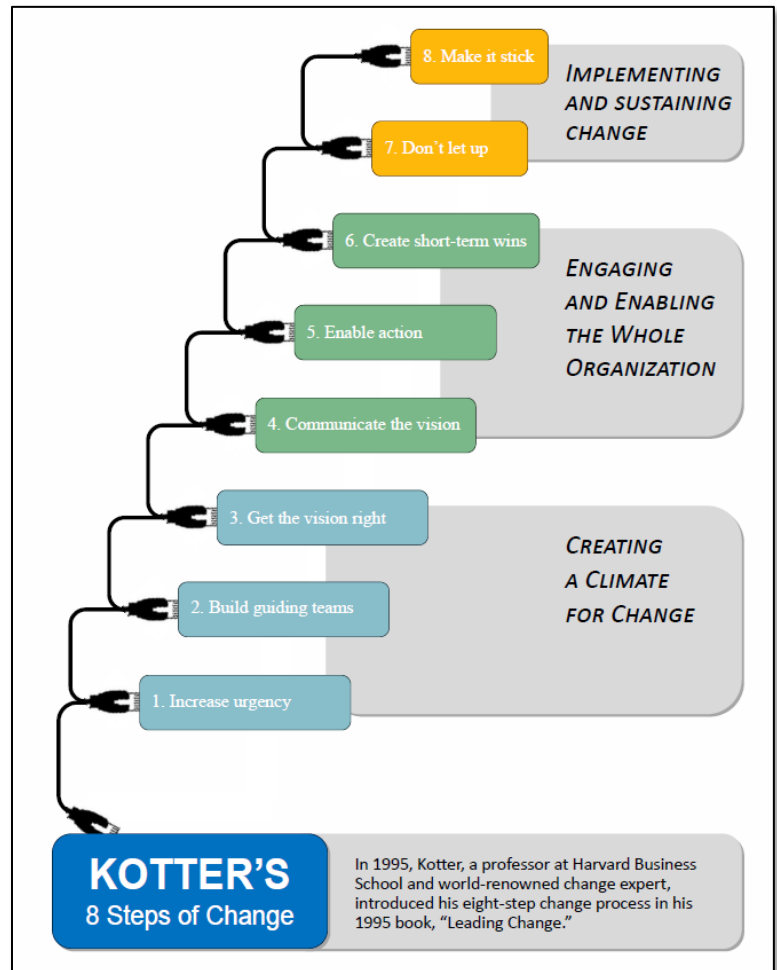 8. Make it stick
IMPLEMENTING
AND SUSTAINING
CHANGE
7. Don’t let up
6. Create short-term wins
ENGAGING
AND ENABLING
THE WHOLE
ORGANIZATION
5. Enable action
4. Communicate the vision
3. Get the vision right
CREATING
A CLIMATE
FOR CHANGE
2. Build guiding teams
1. Increase urgency
KOTTER’S
8 Steps of Change
In 1995, Kotter, a professor at Harvard Business
School and world-renowned change expert,
introduced his eight-step change process in his
1995 book, “Leading Change.”